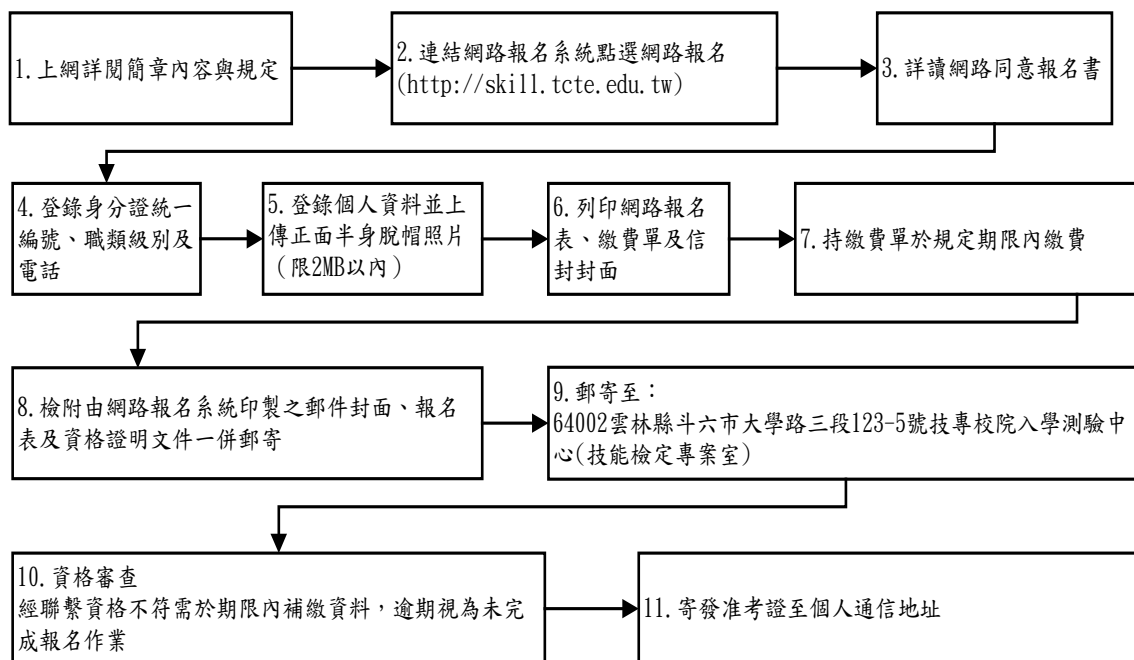 1.上網詳閱簡章內容與規定
2.連結網路報名系統點選網路報名
(http://skill.tcte.edu.tw)
3.詳讀網路同意報名書
4.登錄身分證統一
編號、職類級別及
電話
5.登錄個人資料並上
傳正面半身脫帽照片
（限2MB以內）
6.列印網路報名
表、繳費單及信
封封面
7.持繳費單於規定期限內繳費
8.檢附由網路報名系統印製之郵件封面、報名
表及資格證明文件一併郵寄
9.郵寄至：
64002雲林縣斗六市大學路三段123-5號技專校院入學測驗中
心(技能檢定專案室)
10.資格審查
經聯繫資格不符需於期限內補繳資料，逾期視為未完
成報名作業
11.寄發准考證至個人通信地址